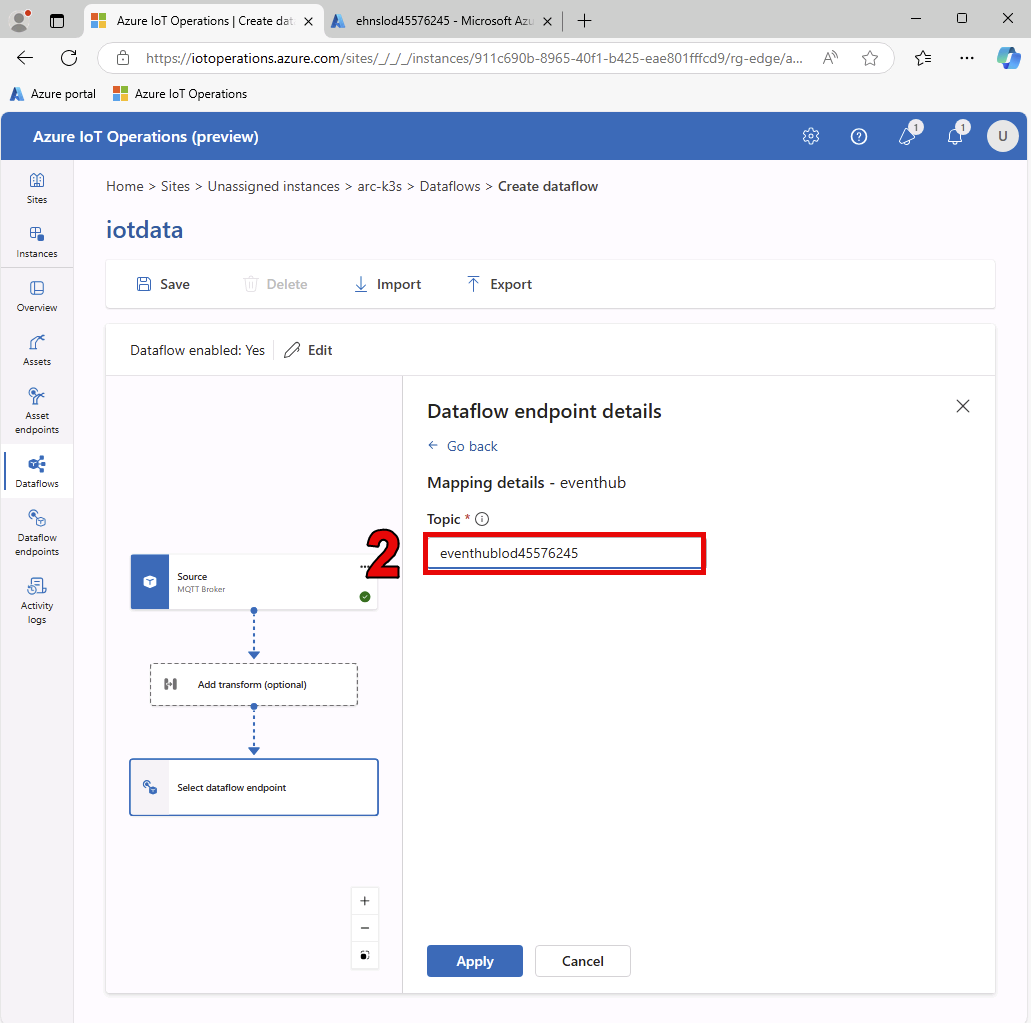 Azure IoT Operations | Create dat
ehnslod45576245 - Microsoft Azu
https://iotoperations.azure.com/sites/_/_/_/instances/911c690b-8965-40f1-b425-eae801fffcd9/rg-edge/a...
Azure portal
Azure IoT Operations
Azure IoT Operations (preview)
1
1
U
Home > Sites > Unassigned instances > arc-k3s > Dataflows > Create dataflow
Sites
Instances
Overview
Assets
Asset
endpoints
Dataflows
Dataflow
endpoints
Activity
logs
iotdata
Save
Delete
Import
Export
Dataflow enabled: Yes
Edit
Source
MQTT Broker
...
Add transform (optional)
Select dataflow endpoint
+
−
Dataflow endpoint details
← Go back
Mapping details - eventhub
Topic *
2
eventhublod45576245
Apply
Cancel